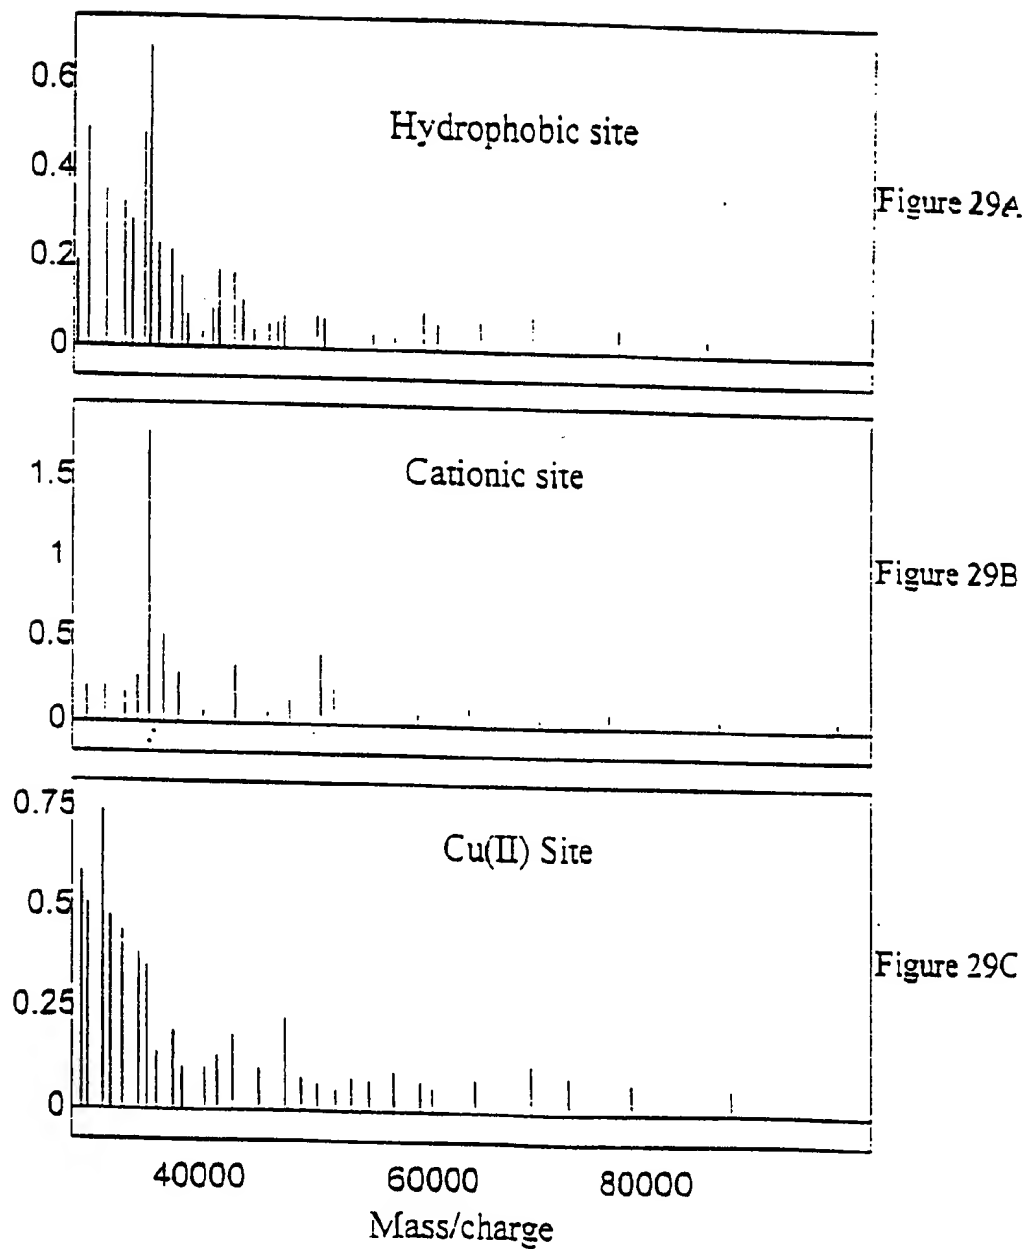 0.6
0.4
0.2
0
Hydrophobic site
Figure 29A
1.5
1
0.5
0
Cationic site
Figure 29B
0.75
0.5
0.25
0
Cu(II) Site
Figure 29C
40000 60000 80000
Mass/charge